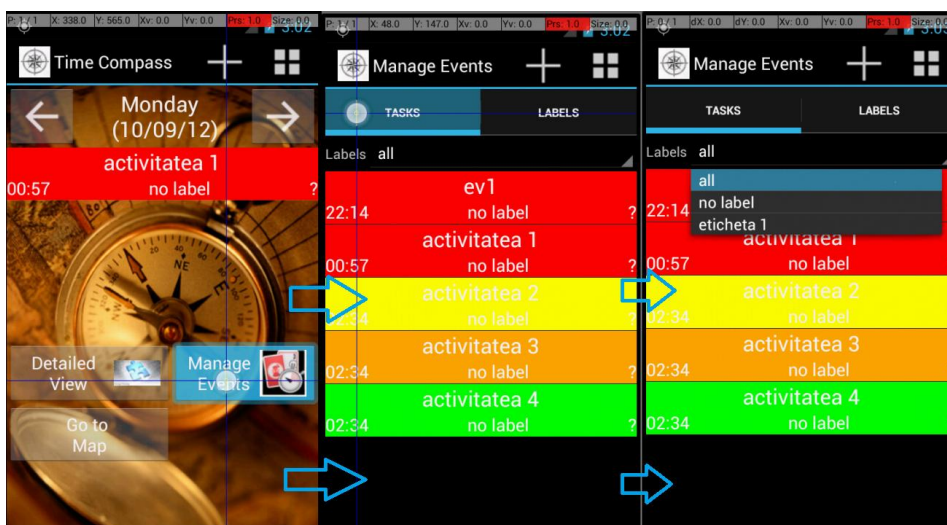 P: 1 / 1 X: 338.0 Y: 565.0 Xv: 0.0 Yv: 0.0 Prs: 1.0 Size: 0.0
3:02
Time Compass
Monday
(10/09/12)
activitatea 1
00:57 no label ?
NE
Detailed
View
Manage
Events
Go to
Map
P: 1 / 1 X: 48.0 Y: 147.0 Xv: 0.0 Yv: 0.0 Prs: 1.0 Size: 0.0
3:02
Manage Events
TASKS LABELS
Labels all
ev1
22:14 no label ?
activitatea 1
00:57 no label ?
activitatea 2
02:34 no label
activitatea 3
02:34 no label ?
activitatea 4
02:34 no label ?
P: 0 / 1 dX: 0.0 dY: 0.0 Xv: 0.0 Yv: 0.0 Prs: 1.0 Size: 0.0
3:03
Manage Events
TASKS LABELS
Labels all
all
no label
eticheta 1
22:14
activitatea 1
00:57 no label
activitatea 2
02:34 no label
activitatea 3
02:34 no label
activitatea 4
02:34 no label